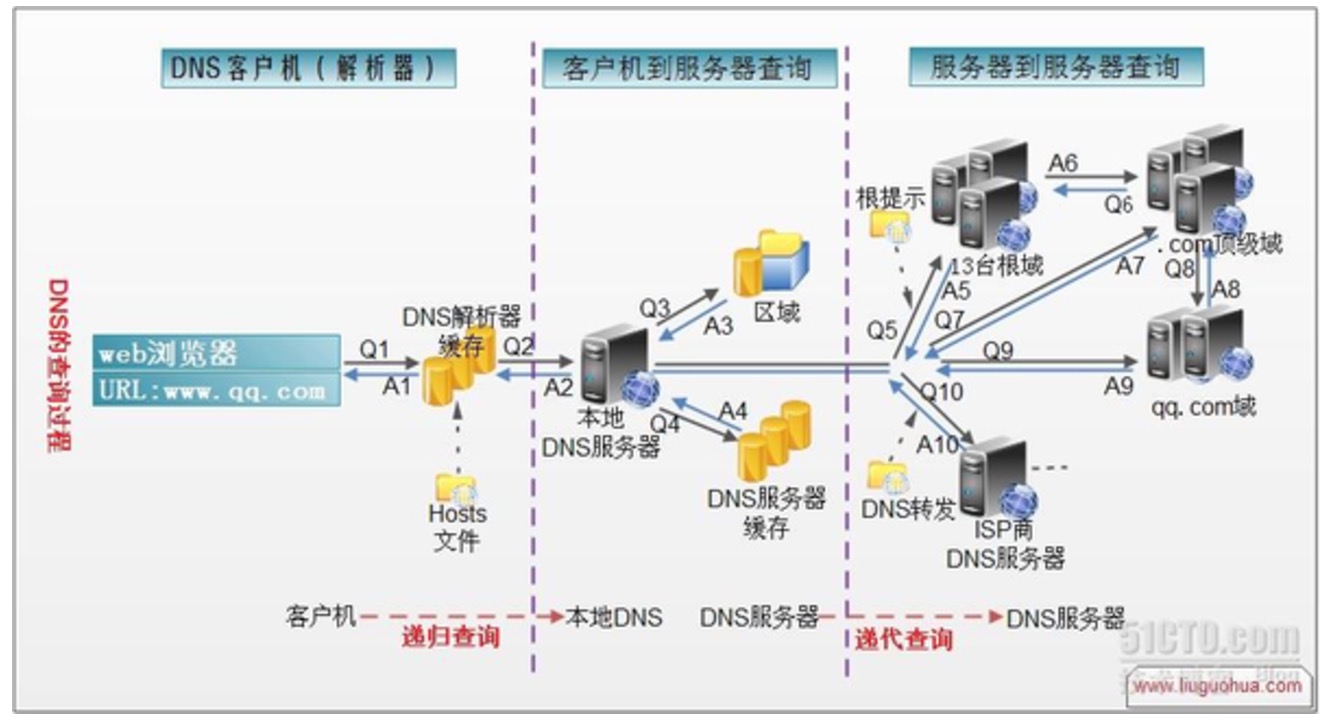 DNS客户机（解析器）
客户机到服务器查询
服务器到服务器查询
DNS的查询过程
web浏览器
URL:www.qq.com
Q1
A1
DNS解析器
缓存
Hosts
文件
Q2
A2
本地
DNS服务器
Q3
A3
区域
Q4
A4
DNS服务器
缓存
根提示
13台根域
Q5
A5
A6
Q6
.com顶级域
Q7
A7
Q8
A8
Q9
A9
qq.com域
Q10
A10
DNS转发
ISP商
DNS服务器
客户机
递归查询
本地DNS
DNS服务器
递代查询
DNS服务器
51CTO.com
www.liuguohua.com